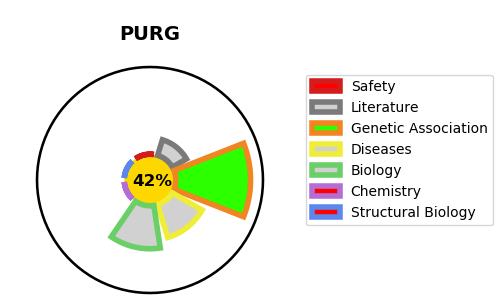 PURG
42%
Safety
Literature
Genetic Association
Diseases
Biology
Chemistry
Structural Biology